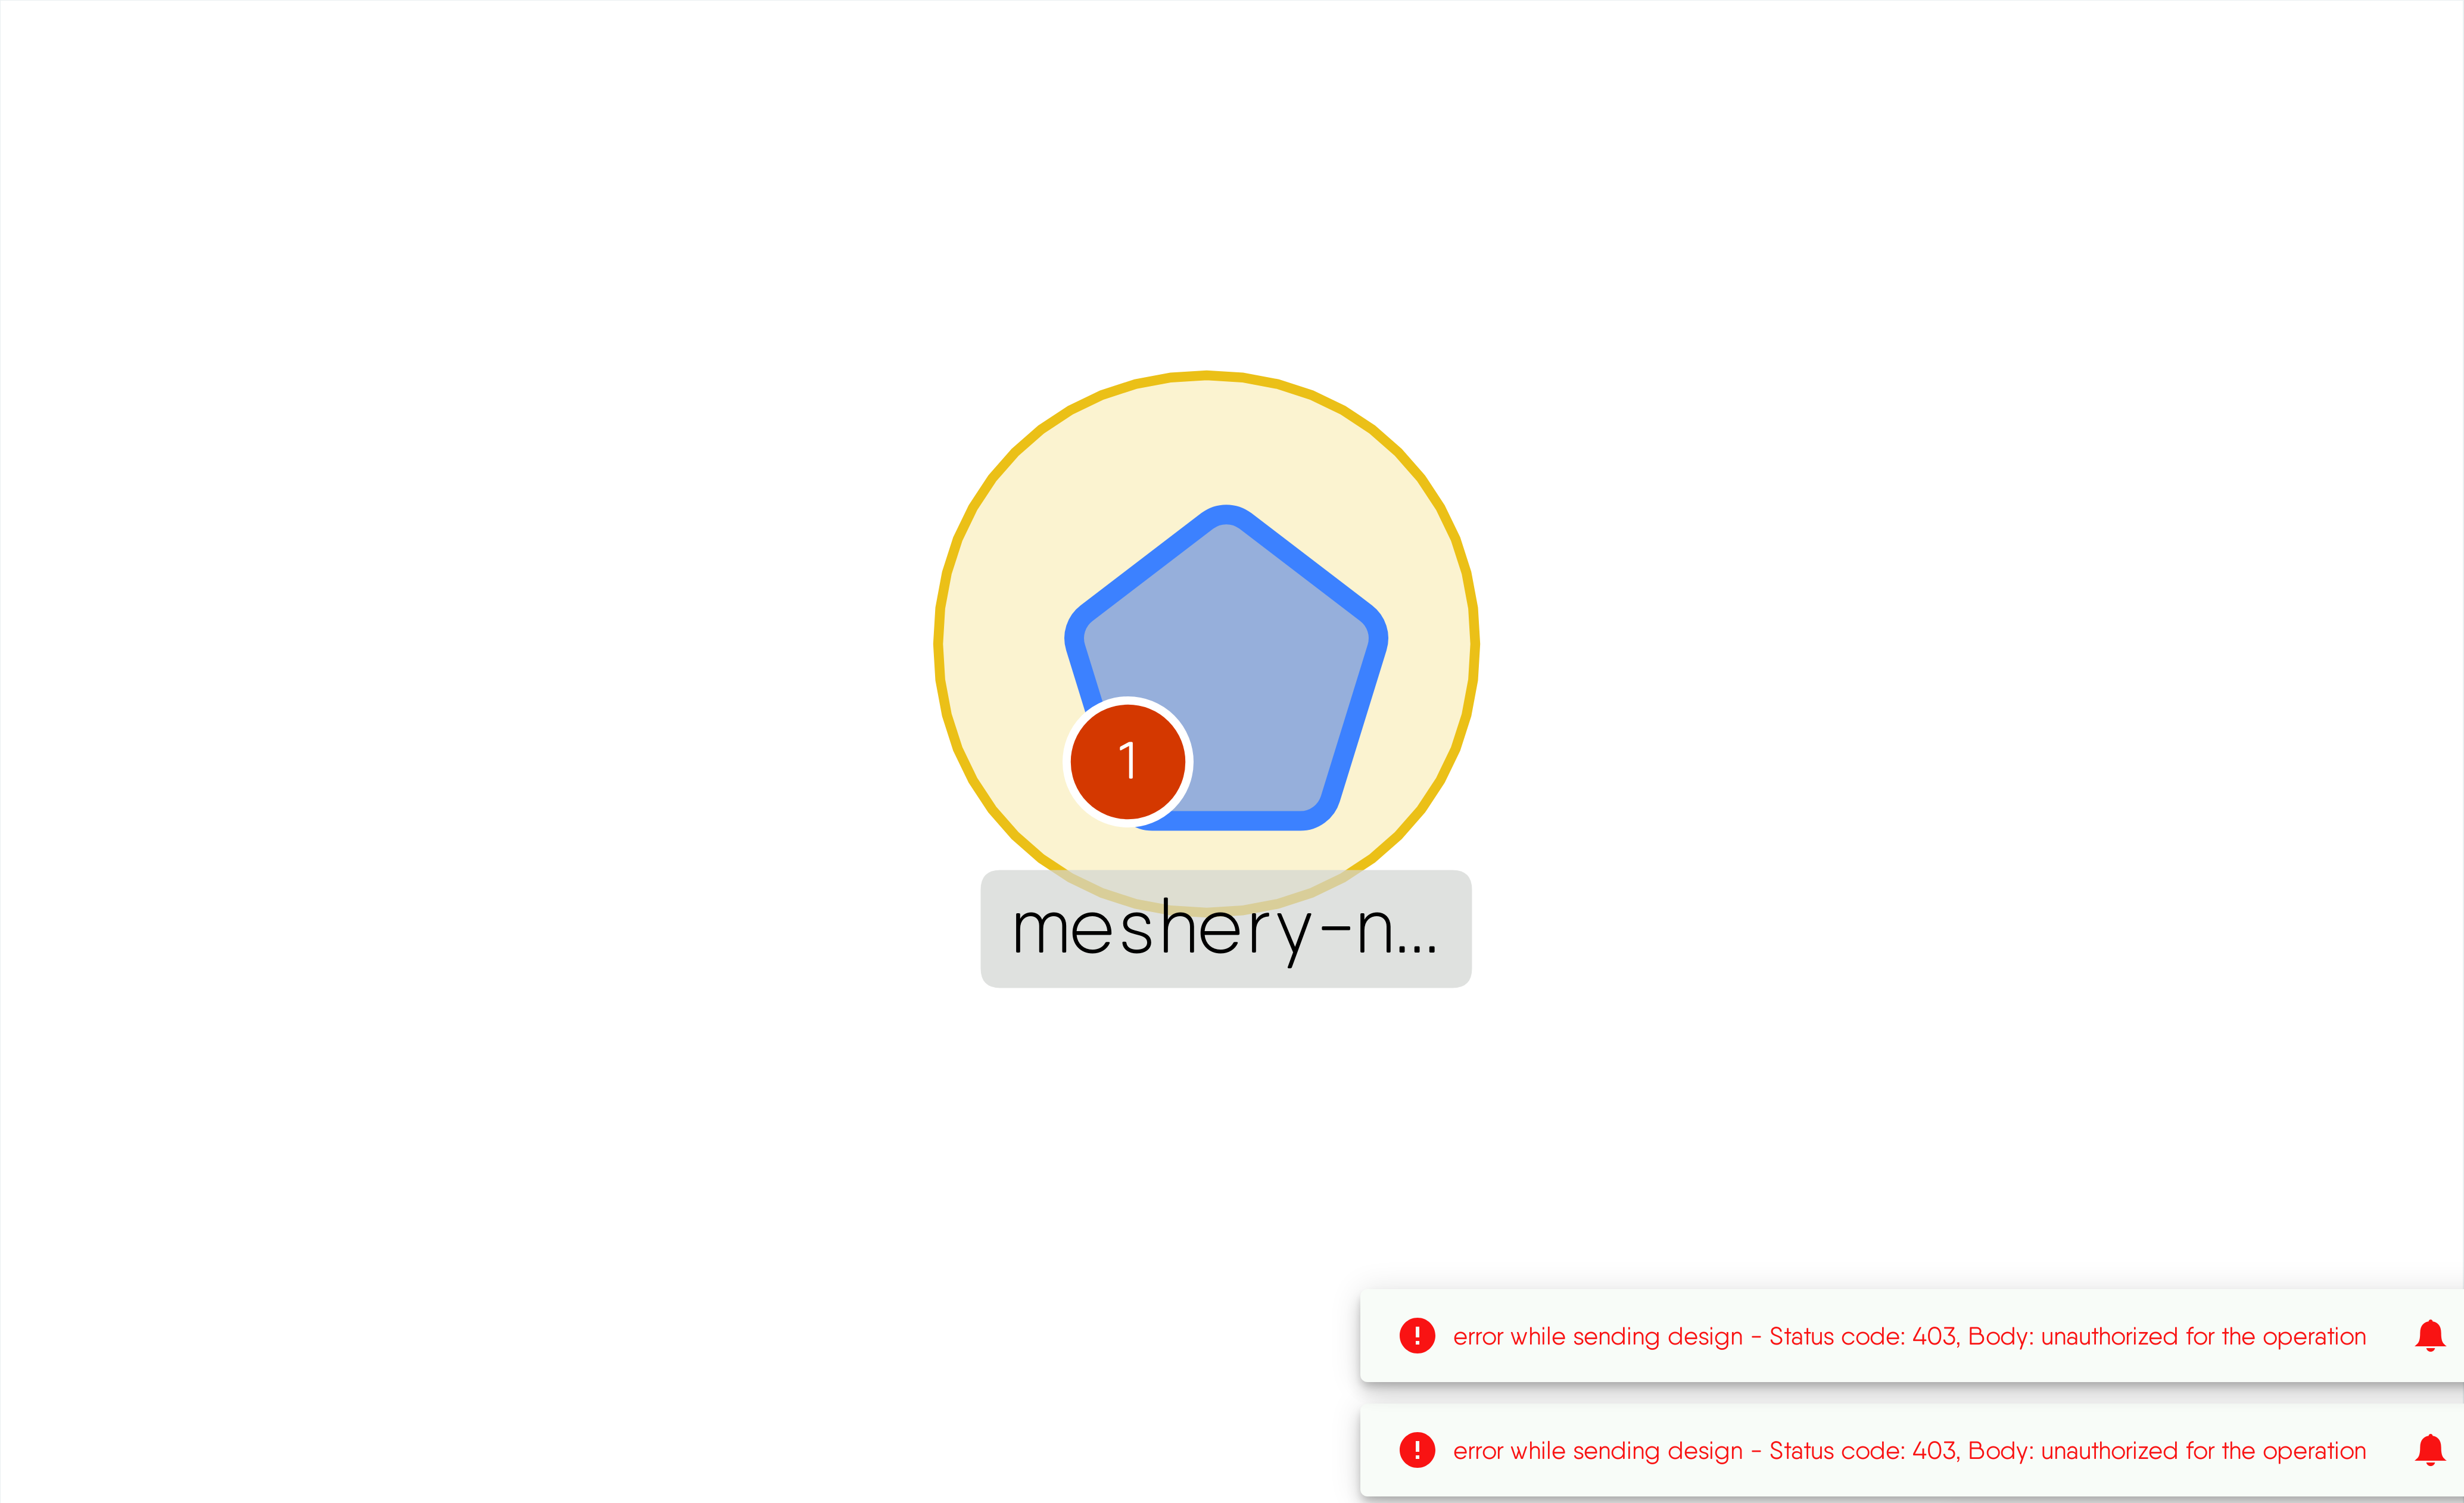 1
meshery-n...
error while sending design - Status code: 403, Body: unauthorized for the operation
error while sending design - Status code: 403, Body: unauthorized for the operation